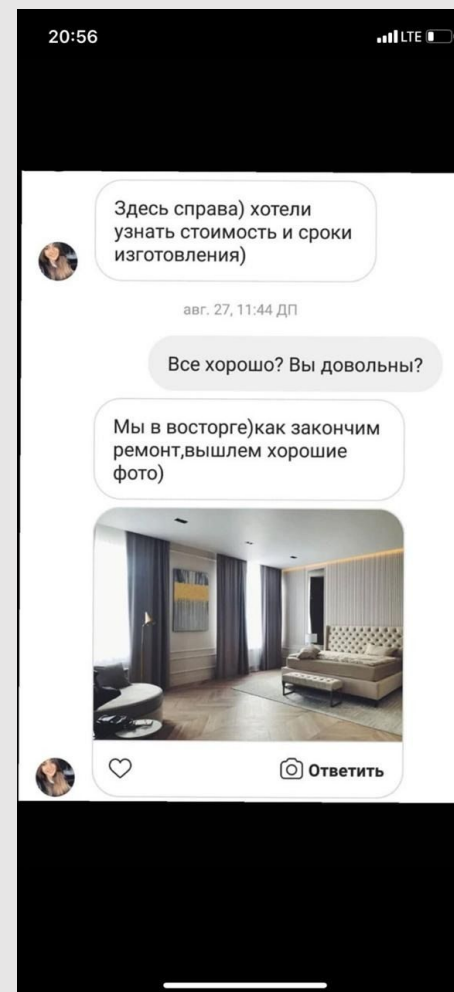 20:56
LTE
Здесь справа) хотели
узнать стоимость и сроки
изготовления)
авг. 27, 11:44 ДП
Все хорошо? Вы довольны?
Мы в восторге)как закончим
ремонт,вышлем хорошие
фото)
Ответить